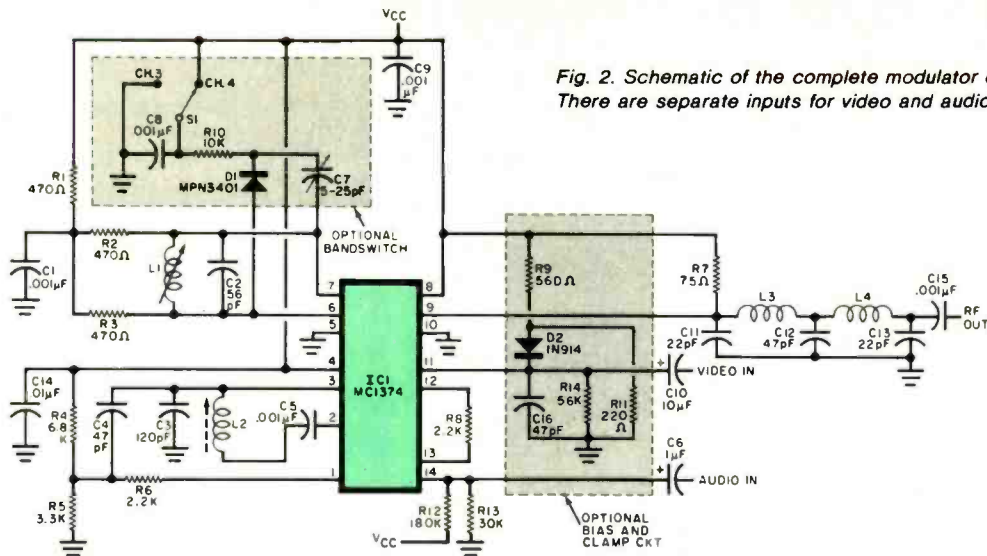 VCC
Fig. 2. Schematic of the complete modulator
There are separate inputs for video and audio
CH.3
CH.4
S1
C8
.001µF
R10
10K
D1
MPN3401
C7
5-25pF
OPTIONAL
BANDSWITCH
C9
.001
µF
R1
470Ω
R2
470Ω
C1
.001µF
L1
C2
56
pF
R3
470Ω
7
8
6
9
5
10
4
11
3
12
2
13
1
14
IC1
MC1374
R9
560Ω
R7
75Ω
L3
L4
C15
.001µF
RF
OUT
C11
22pF
C12
47pF
C13
22pF
D2
1N914
VIDEO IN
C10
10µF
R14
56K
R11
220
Ω
C16
47pF
C14
.01µF
R4
6.8
K
C4
47
pF
C3
120pF
L2
C5
.001µF
R8
2.2K
R6
2.2K
R5
3.3K
C6
1µF
AUDIO IN
R12
180K
R13
30K
VCC
OPTIONAL
BIAS AND
CLAMP CKT